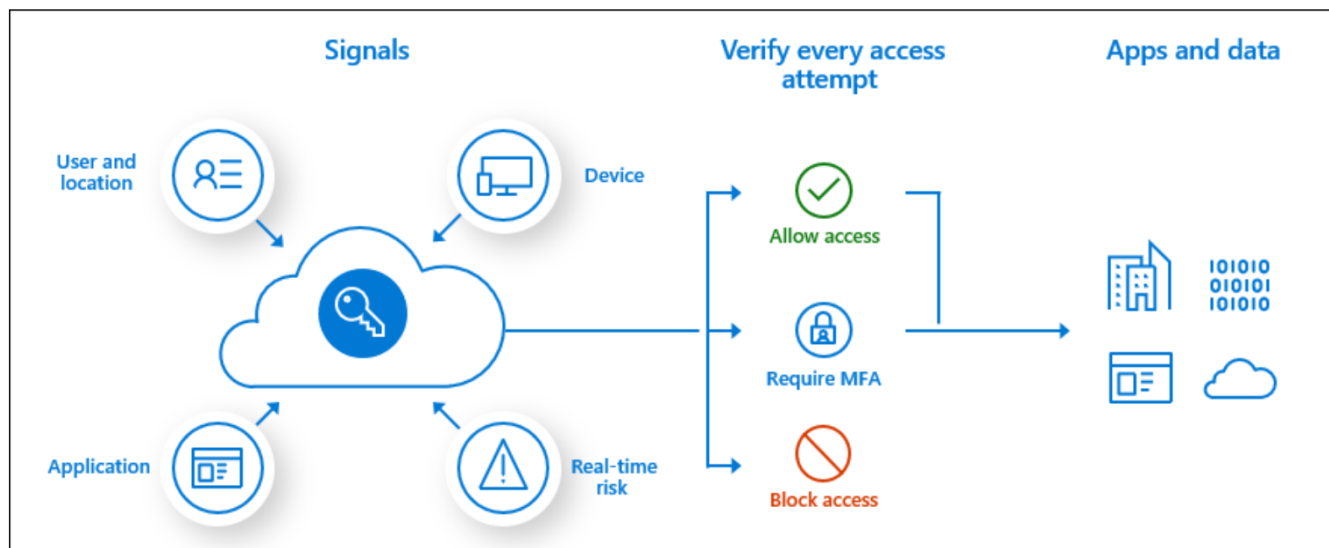 Signals
Verify every access
attempt
Apps and data
User and
location
Device
Allow access
101010
010101
101010
Require MFA
Application
Real-time
risk
Block access